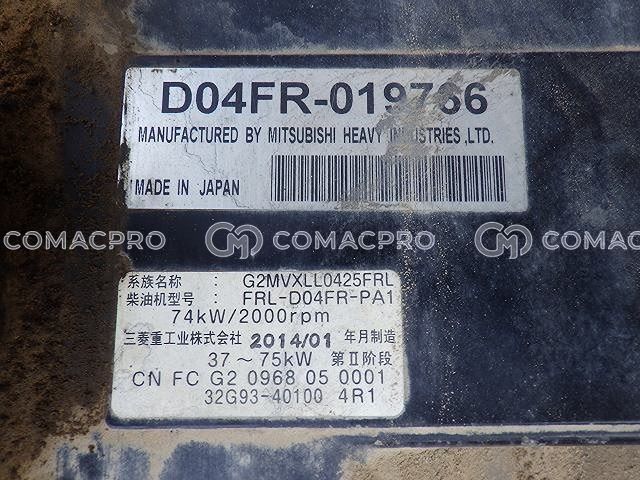 D04FR-019766
MANUFACTURED BY MITSUBISHI HEAVY INDUSTRIES,LTD.
MADE IN JAPAN
COMACPRO COMACPRO COMACPRO
系族名称 : G2MVXLL0425FRL
柴油机型号: FRL-D04FR-PA1
74kW/2000rpm
三菱重工业株式会社 2014/01 年月制造
37～75kW 第Ⅱ阶段
CN FC G2 0968 05 0001
32G93-40100 4R1